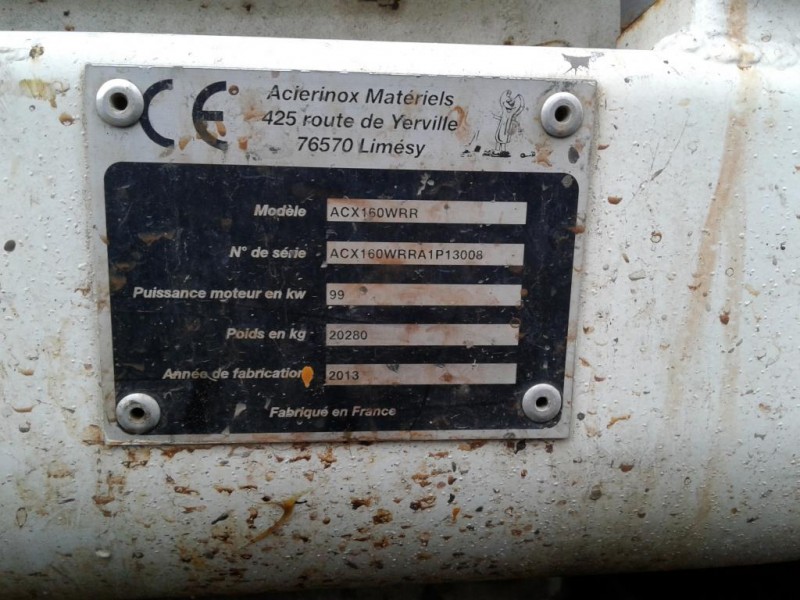 CE
Acierinox Matériels
425 route de Yerville
76570 Limésy
Modèle ACX160WRR
N° de série ACX160WRRA1P13008
Puissance moteur en kw 99
Poids en kg 20280
Année de fabrication 2013
Fabriqué en France